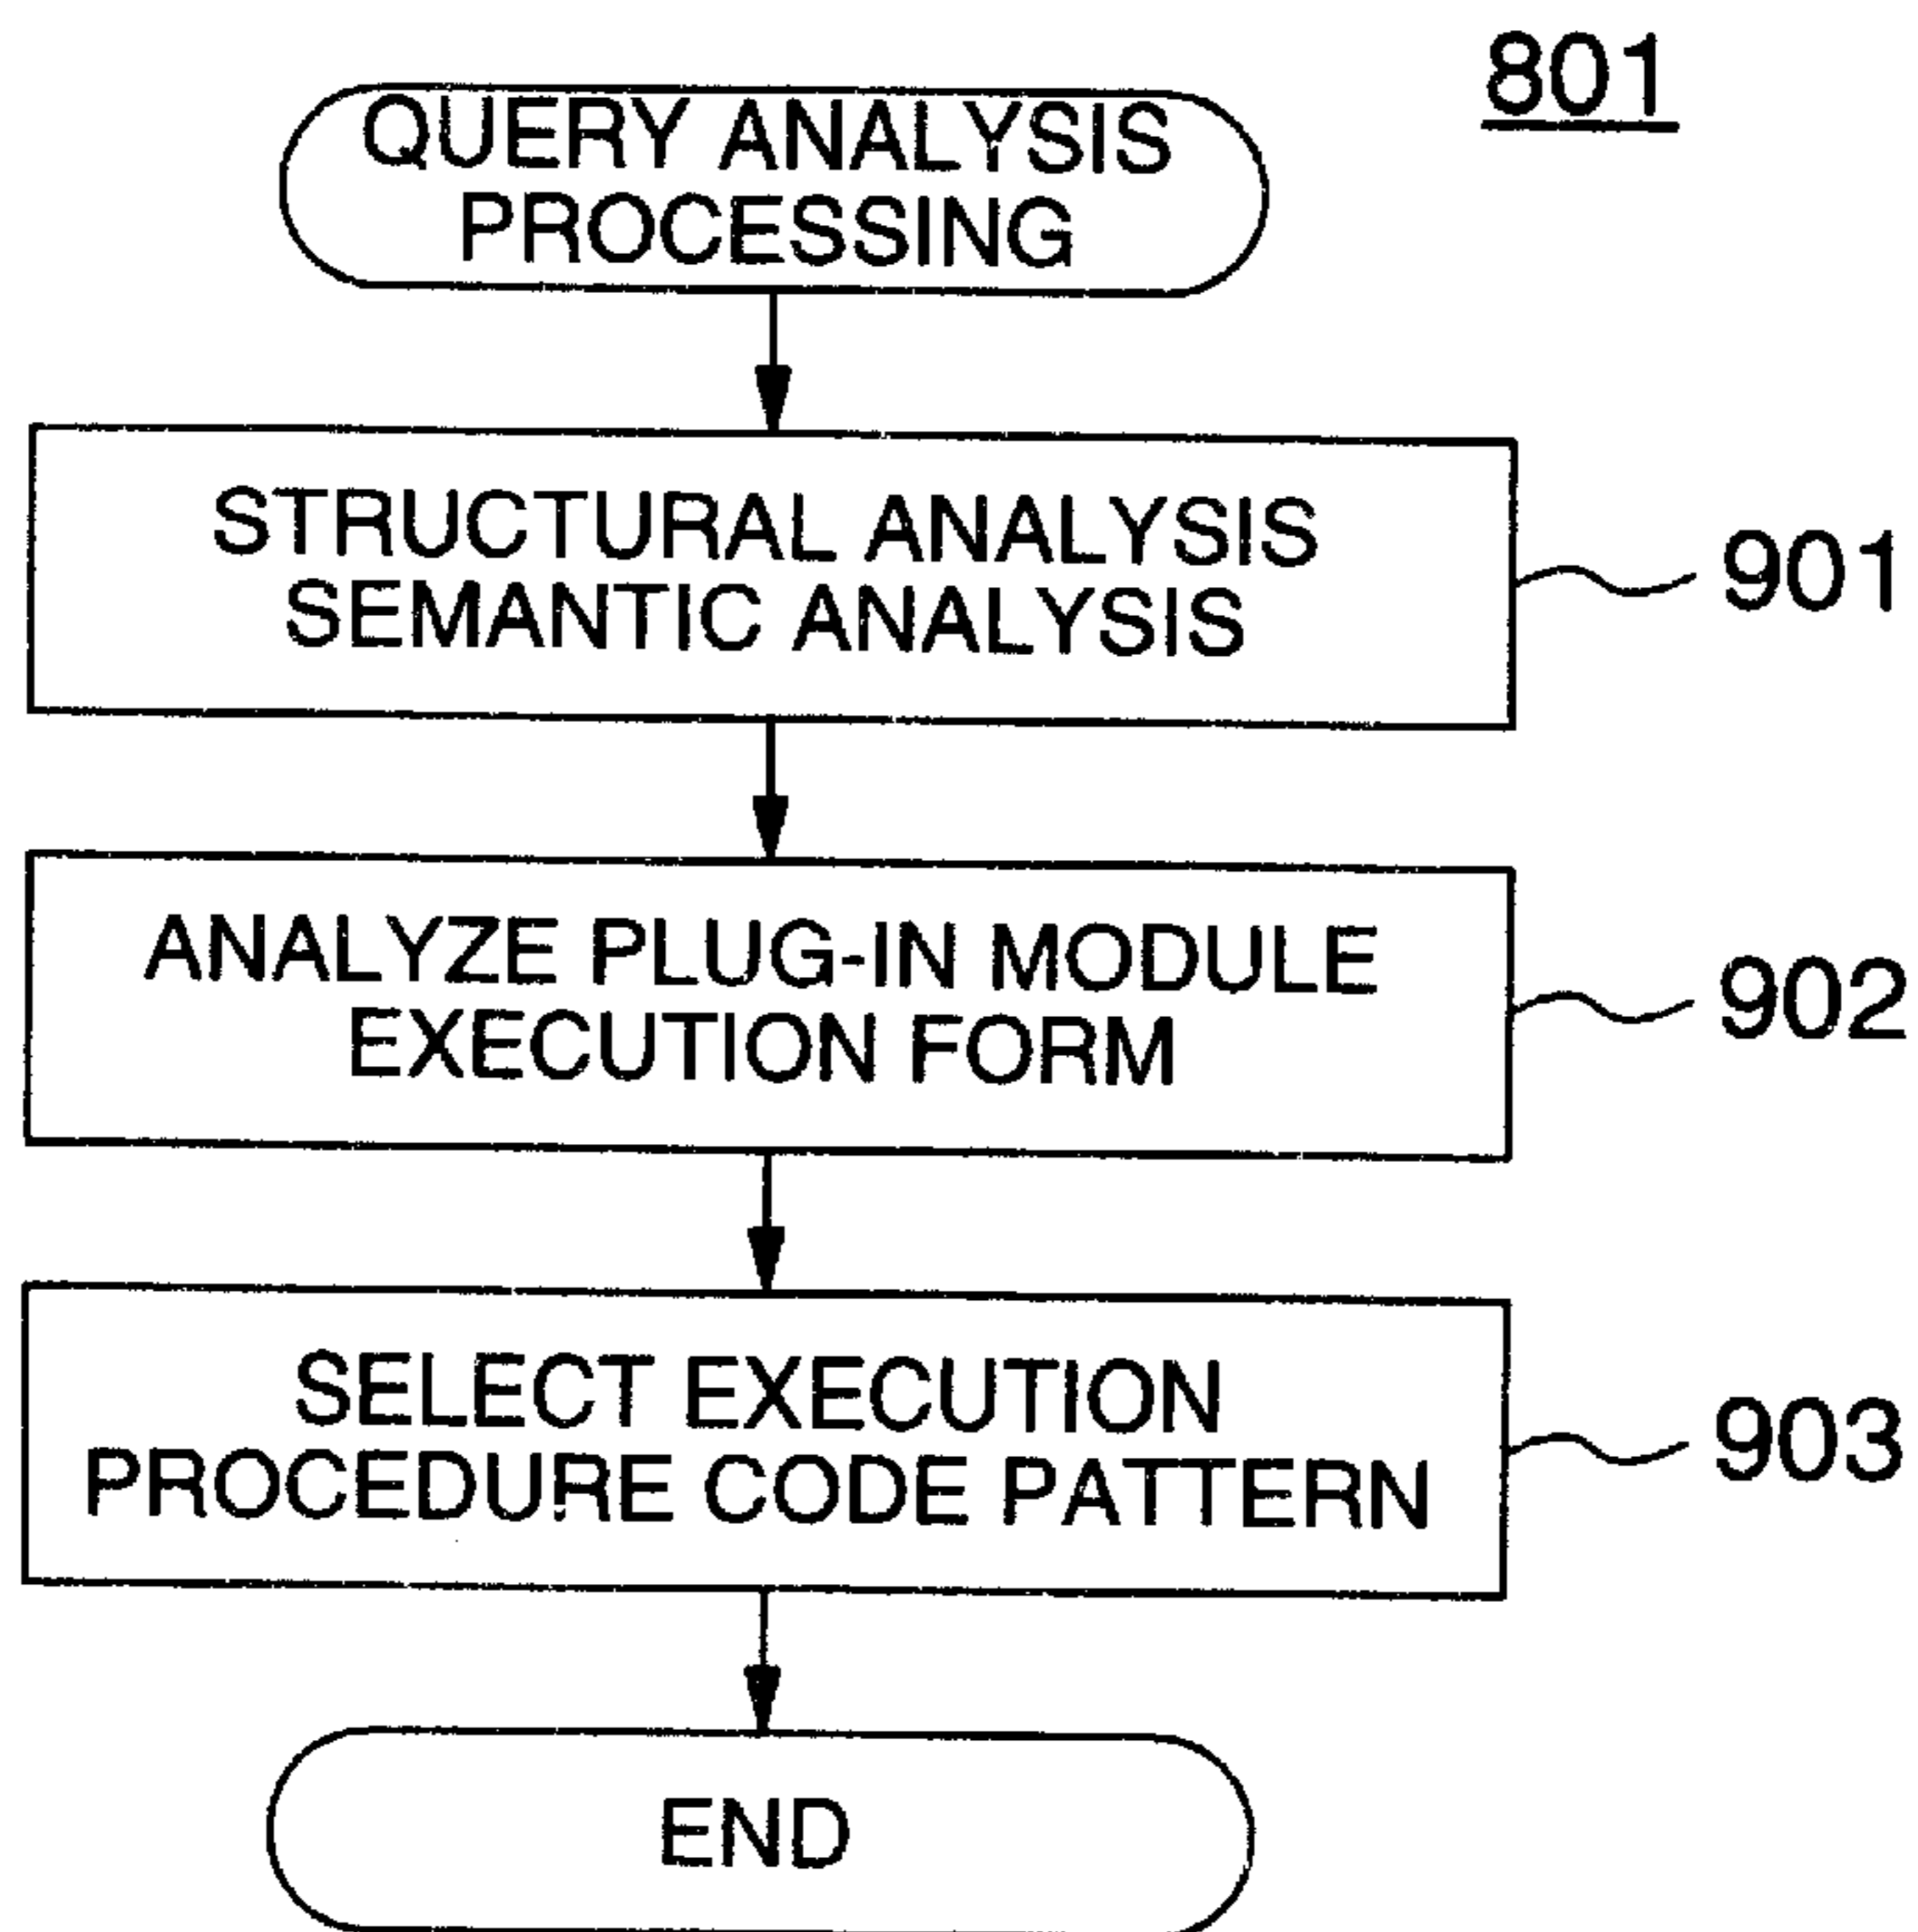 801
QUERY ANALYSIS
PROCESSING
STRUCTURAL ANALYSIS
SEMANTIC ANALYSIS
901
ANALYZE PLUG-IN MODULE
EXECUTION FORM
902
SELECT EXECUTION
PROCEDURE CODE PATTERN
903
END